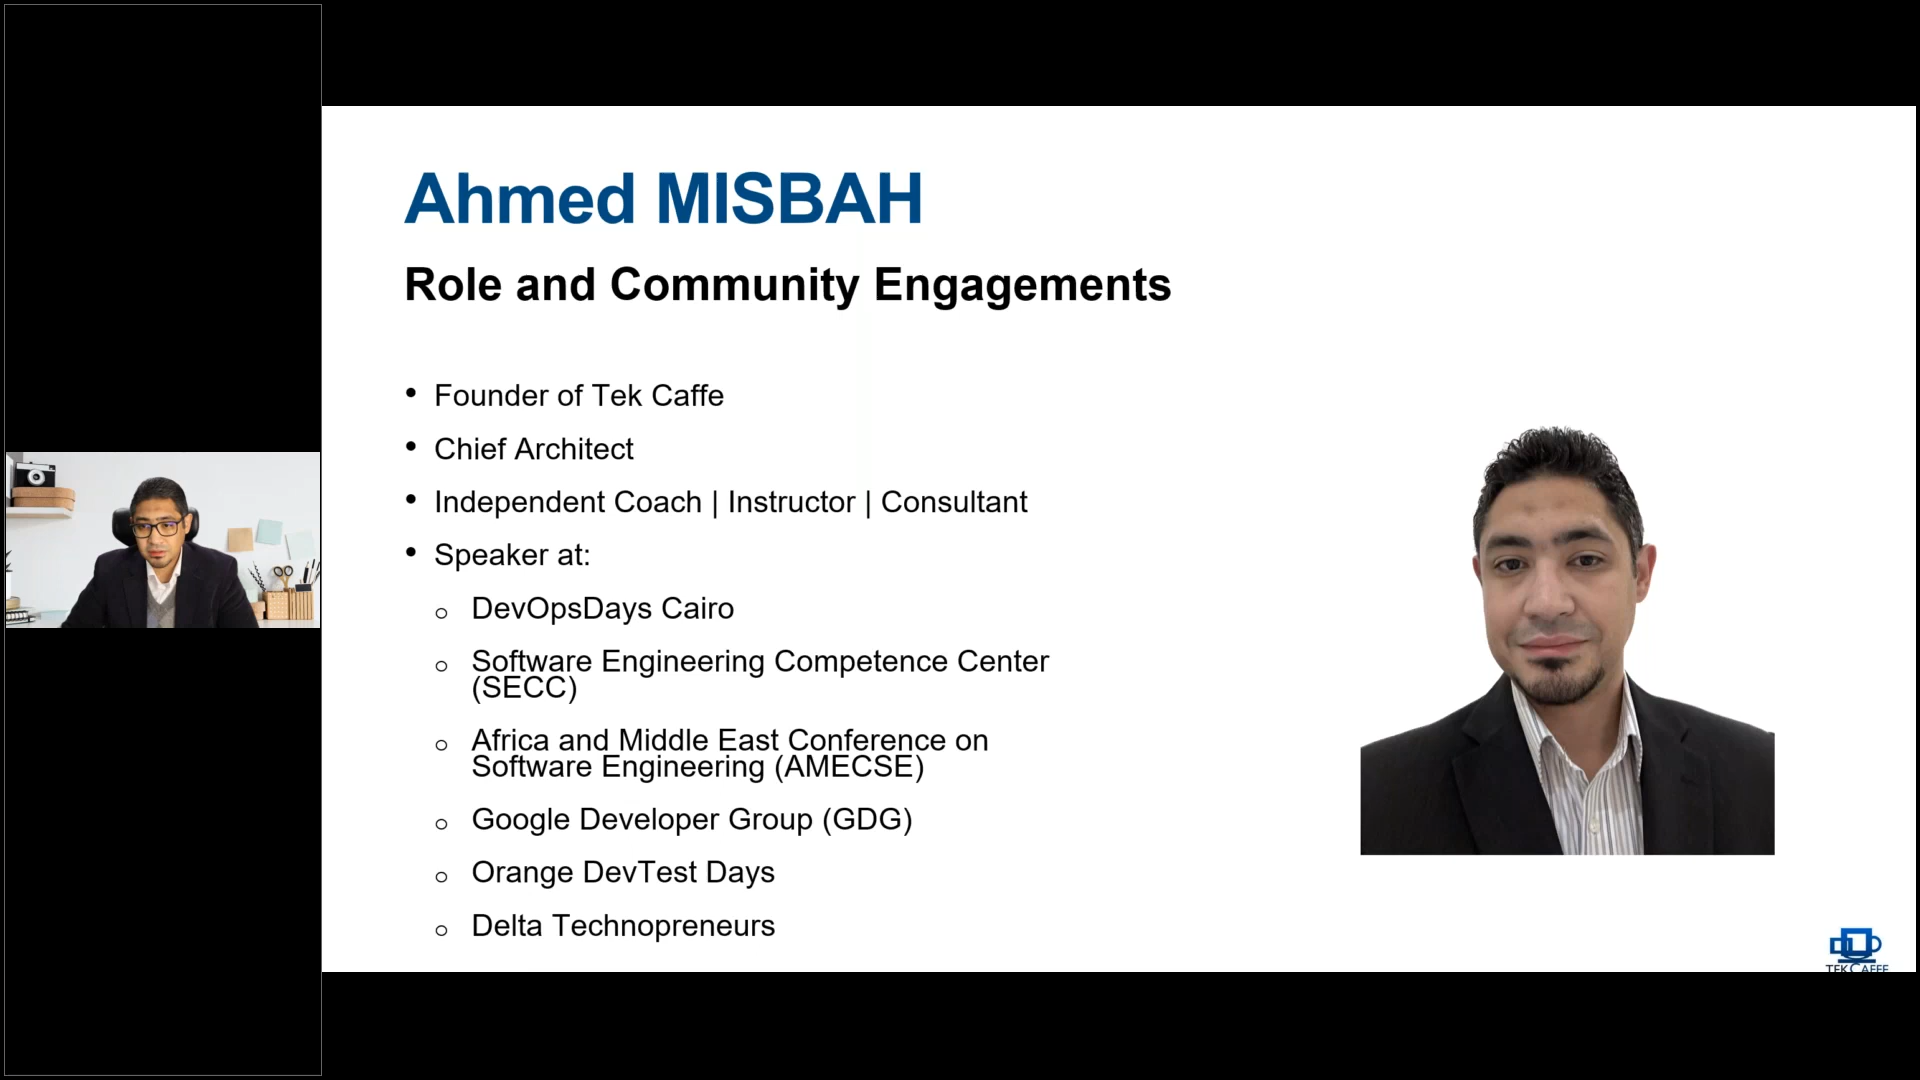 Ahmed MISBAH
Role and Community Engagements
• Founder of Tek Caffe
• Chief Architect
• Independent Coach | Instructor | Consultant
• Speaker at:
o DevOpsDays Cairo
o Software Engineering Competence Center
(SECC)
o Africa and Middle East Conference on
Software Engineering (AMECSE)
o Google Developer Group (GDG)
o Orange DevTest Days
o Delta Technopreneurs
TEKCAFFE